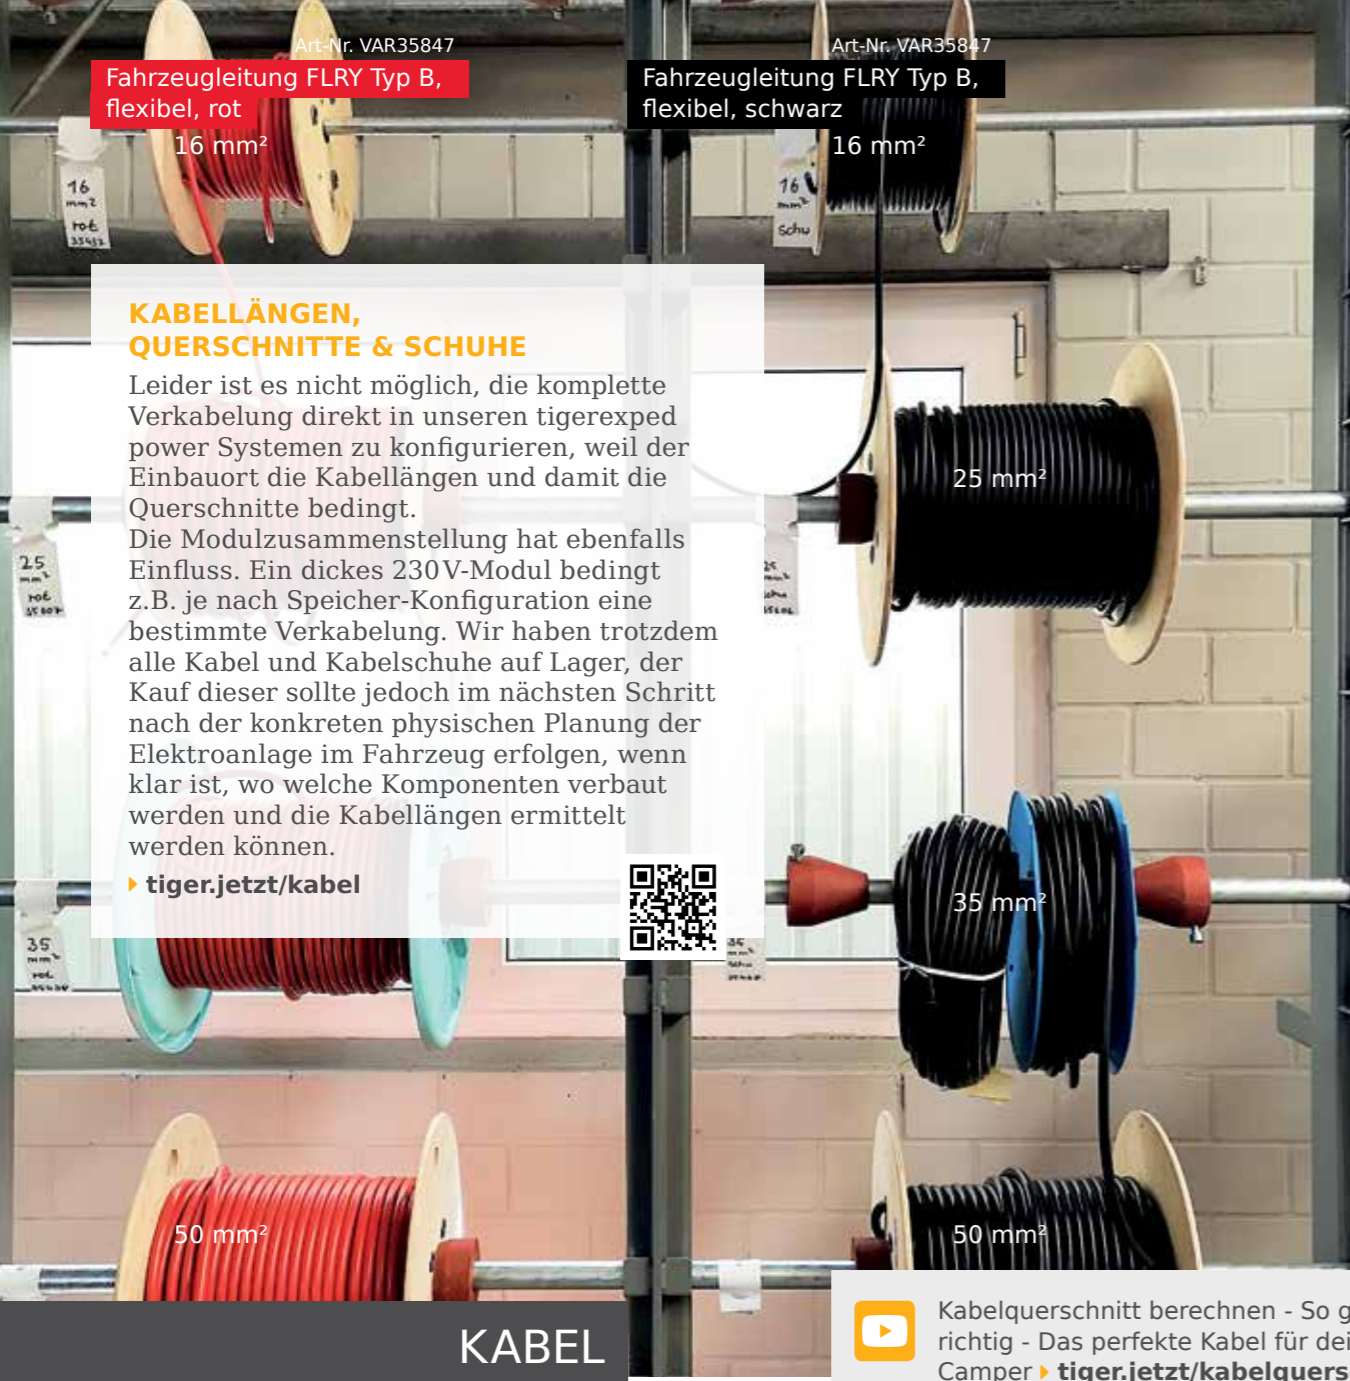 Art-Nr. VAR35847
Fahrzeugleitung FLRY Typ B,
flexibel, rot
16 mm²
Art-Nr. VAR35847
Fahrzeugleitung FLRY Typ B,
flexibel, schwarz
16 mm²
16
mm²
rot
16
mm²
schw
KABELLÄNGEN,
QUERSCHNITTE & SCHUHE
Leider ist es nicht möglich, die komplette
Verkabelung direkt in unseren tigerexped
power Systemen zu konfigurieren, weil der
Einbauort die Kabellängen und damit die
Querschnitte bedingt.
Die Modulzusammenstellung hat ebenfalls
Einfluss. Ein dickes 230 V-Modul bedingt
z.B. je nach Speicher-Konfiguration eine
bestimmte Verkabelung. Wir haben trotzdem
alle Kabel und Kabelschuhe auf Lager, der
Kauf dieser sollte jedoch im nächsten Schritt
nach der konkreten physischen Planung der
Elektroanlage im Fahrzeug erfolgen, wenn
klar ist, wo welche Komponenten verbaut
werden und die Kabellängen ermittelt
werden können.
tiger.jetzt/kabel
25 mm²
25
mm²
rot
35 mm²
35
mm²
rot
35
mm²
50 mm²
50 mm²
KABEL
Kabelquerschnitt berechnen - So g
richtig - Das perfekte Kabel für dei
Camper tiger.jetzt/kabelquers